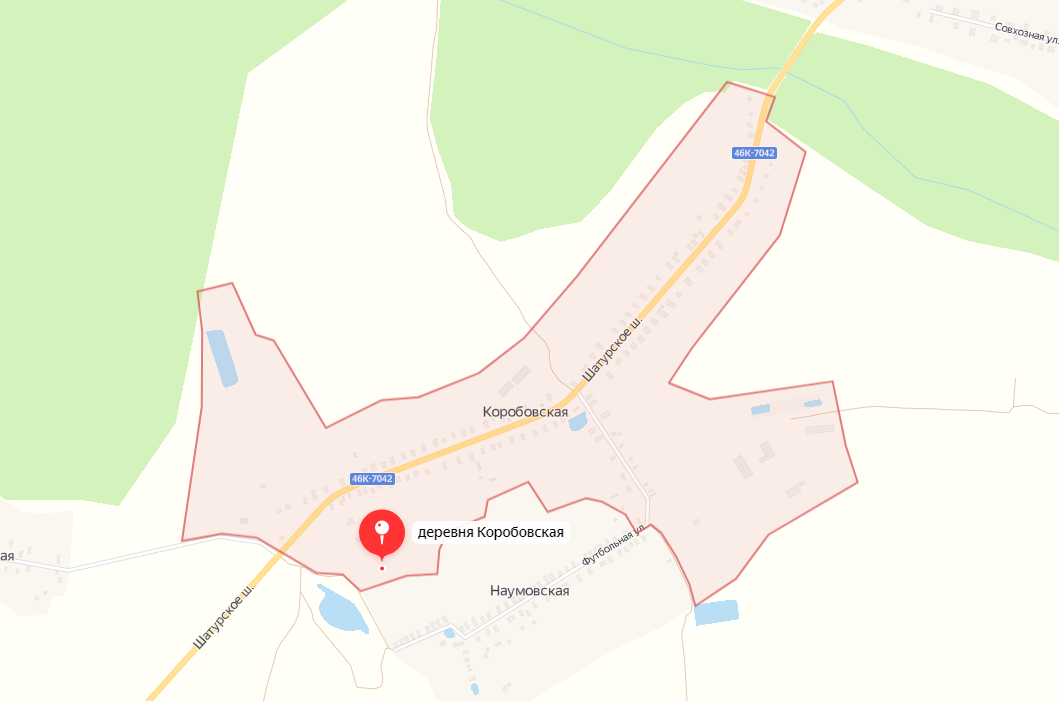 Совхозная ул.
46К-7042
Шатурское ш.
Коробовская
46К-7042
деревня Коробовская
Футбольная ул.
ая
Наумовская
Шатурское ш.